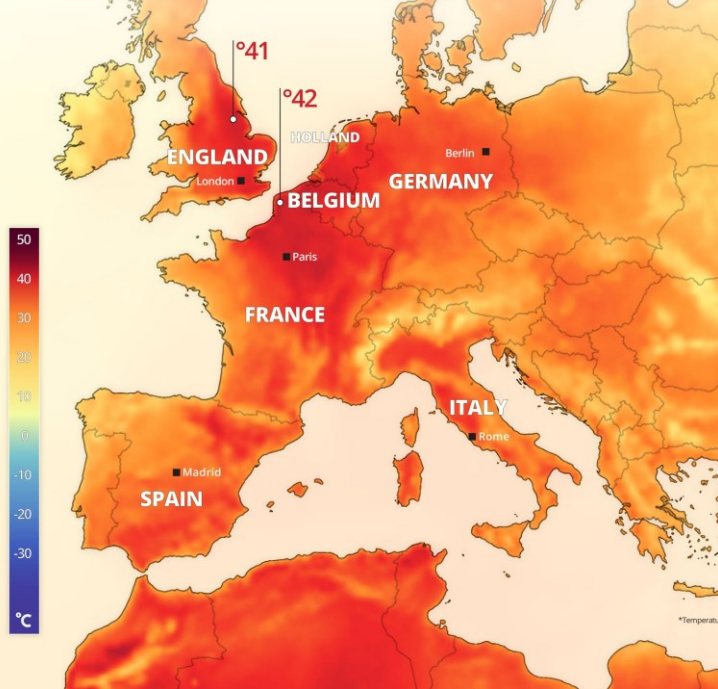 °41
°42
HOLLAND
ENGLAND
Berlin
London
GERMANY
BELGIUM
Paris
FRANCE
50
40
30
20
10
0
-10
-20
-30
°C
ITALY
Rome
Madrid
SPAIN